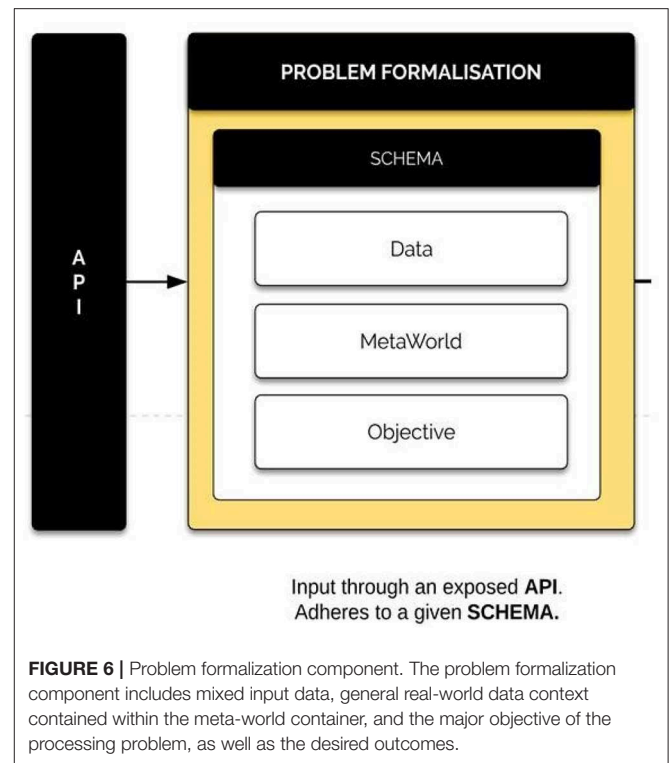 PROBLEM FORMALISATION
SCHEMA
A
P
I
Data
MetaWorld
Objective
Input through an exposed API.
Adheres to a given SCHEMA.
FIGURE 6 | Problem formalization component. The problem formalization
component includes mixed input data, general real-world data context
contained within the meta-world container, and the major objective of the
processing problem, as well as the desired outcomes.